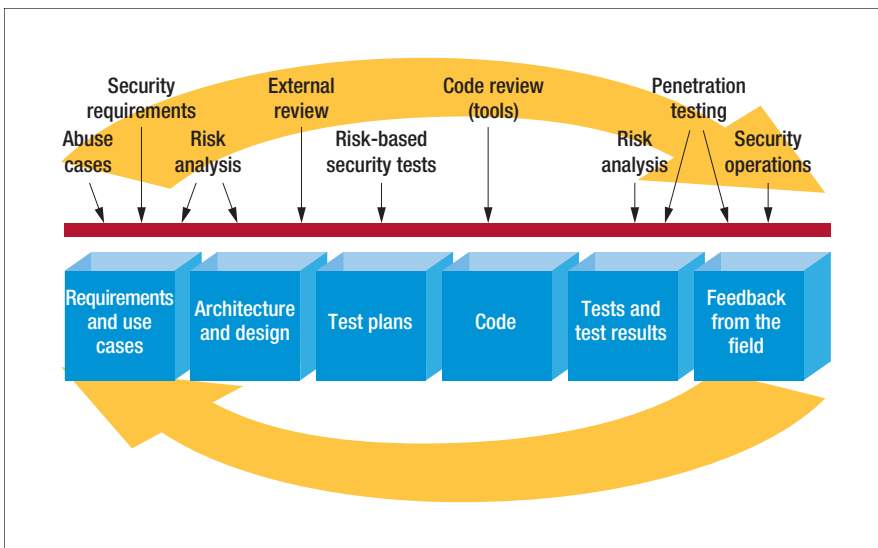 Security
requirements
External
review
Code review
(tools)
Penetration
testing
Abuse
cases
Risk
analysis
Risk-based
security tests
Risk
analysis
Security
operations
Requirements
and use
cases
Architecture
and design
Test plans
Code
Tests and
test results
Feedback
from the
field